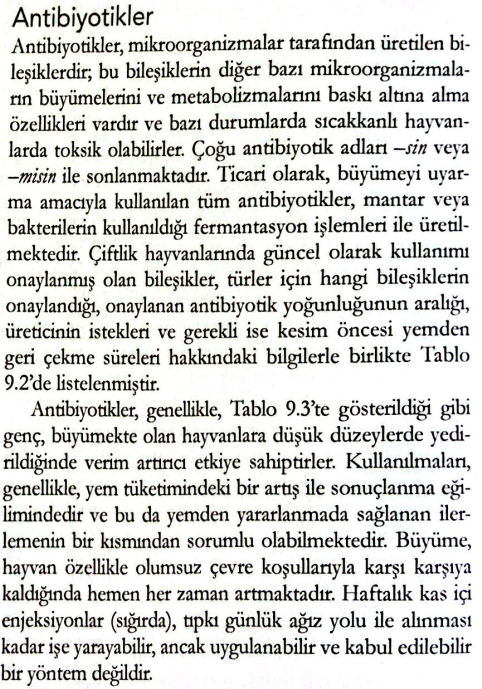 Antibiyotikler
Antibiyotikler, mikroorganizmalar tarafından üretilen bi-
leşiklerdir; bu bileşiklerin diğer bazı mikroorganizmala-
rın büyümelerini ve metabolizmalarını baskı altına alma
özellikleri vardır ve bazı durumlarda sıcakkanlı hayvan-
larda toksik olabilirler. Çoğu antibiyotik adları –sin veya
–misin ile sonlanmaktadır. Ticari olarak, büyümeyi uyar-
ma amacıyla kullanılan tüm antibiyotikler, mantar veya
bakterilerin kullanıldığı fermantasyon işlemleri ile üretil-
mektedir. Çiftlik hayvanlarında güncel olarak kullanımı
onaylanmış olan bileşikler, türler için hangi bileşiklerin
onaylandığı, onaylanan antibiyotik yoğunluğunun aralığı,
üreticinin istekleri ve gerekli ise kesim öncesi yemden
geri çekme süreleri hakkındaki bilgilerle birlikte Tablo
9.2’de listelenmiştir.
Antibiyotikler, genellikle, Tablo 9.3’te gösterildiği gibi
genç, büyümekte olan hayvanlara düşük düzeylerde yedi-
rildiğinde verim artırıcı etkiye sahiptirler. Kullanılmaları,
genellikle, yem tüketimindeki bir artış ile sonuçlanma eği-
limindedir ve bu da yemden yararlanmada sağlanan iler-
lemenin bir kısmından sorumlu olabilmektedir. Büyüme,
hayvan özellikle olumsuz çevre koşullarıyla karşı karşıya
kaldığında hemen her zaman artmaktadır. Haftalık kas içi
enjeksiyonlar (sığırda), tıpkı günlük ağız yolu ile alınması
kadar işe yarayabilir, ancak uygulanabilir ve kabul edilebilir
bir yöntem değildir.